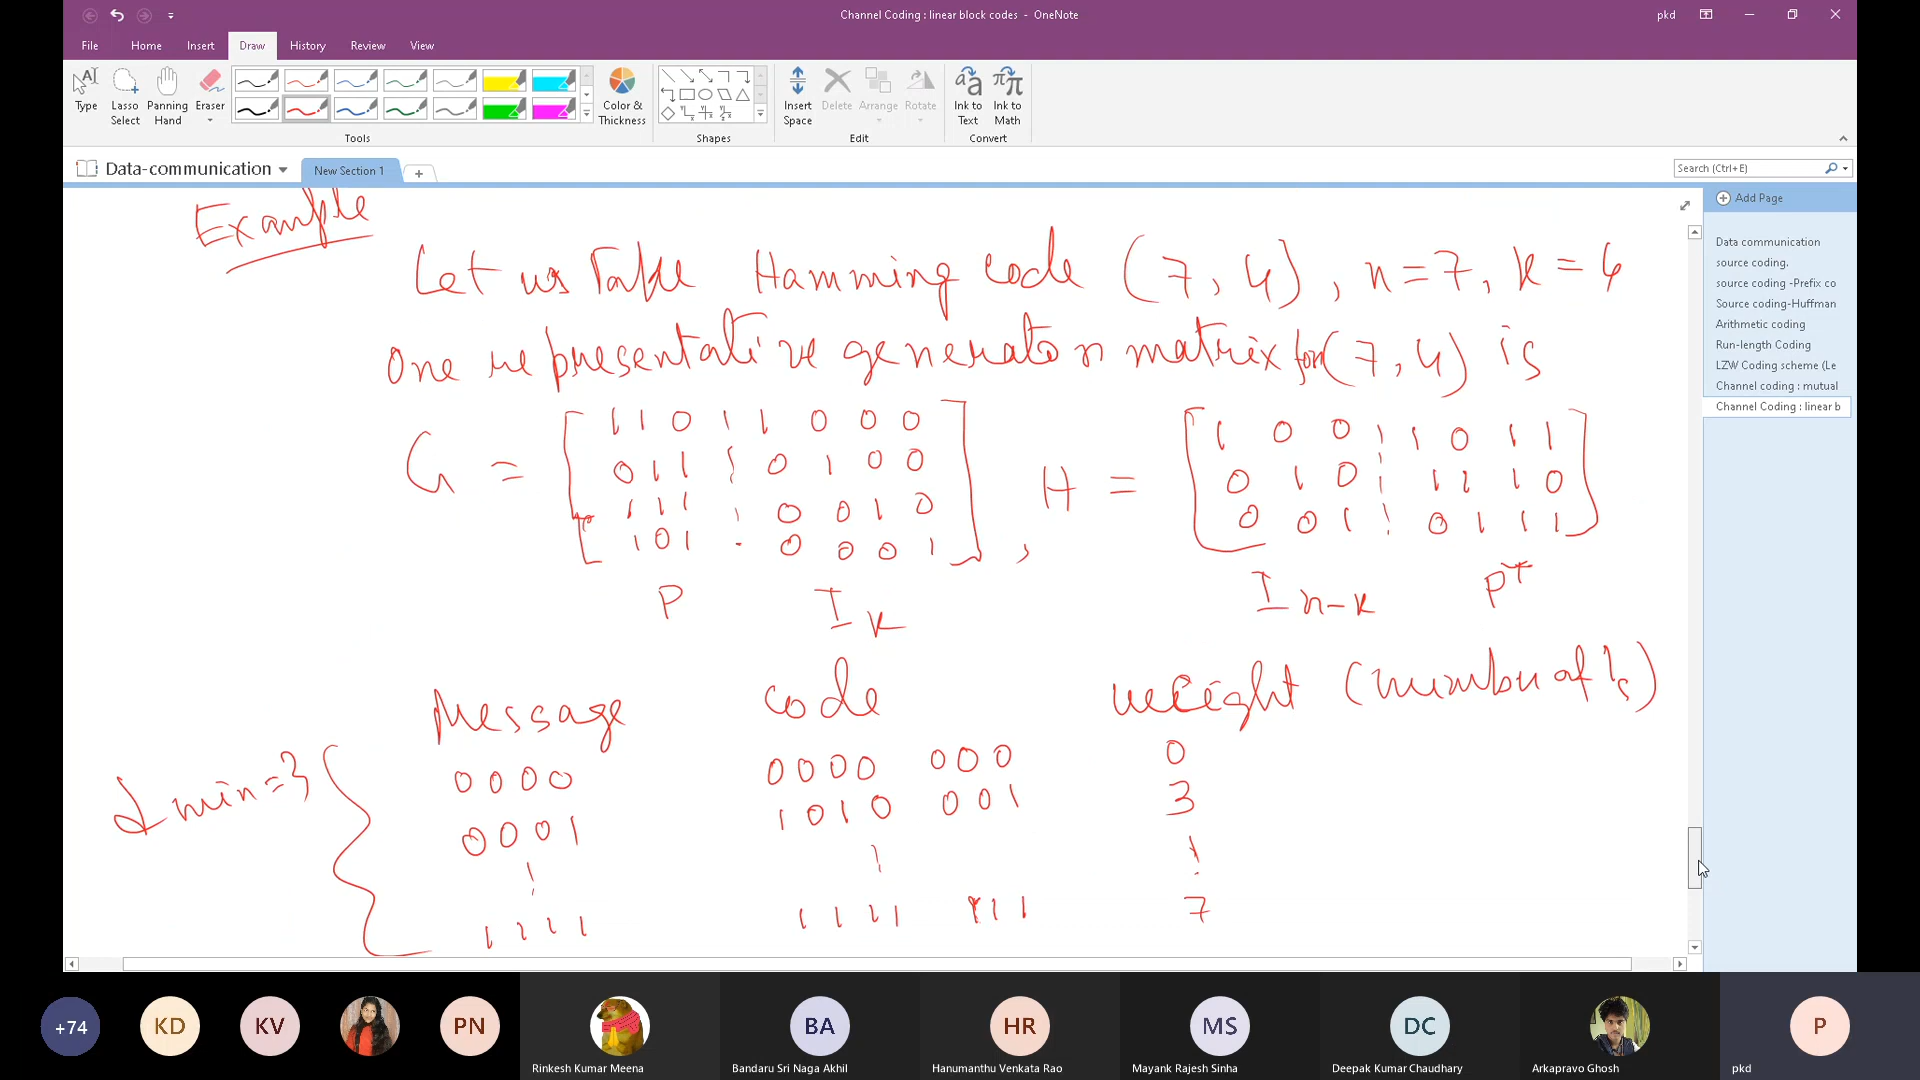 Channel Coding : linear block codes - OneNote
pkd
File Home Insert Draw History Review View
Type
Lasso Select
Panning Hand
Eraser
Color & Thickness
Insert Space
Delete Arrange Rotate
Ink to Text
Ink to Math
Tools Shapes Edit Convert
Data-communication New Section 1 +
Search (Ctrl+E)
Add Page
Data communication
source coding.
source coding -Prefix co
Source coding-Huffman
Arithmetic coding
Run-length Coding
LZW Coding scheme (Le
Channel coding : mutual
Channel Coding : linear b
Example
Let us Take Hamming code (7, 4), n=7, k=4
One representative generator matrix for (7, 4) is
G = [ 1 1 0 | 1 0 0 0
0 1 1 | 0 1 0 0
1 1 1 | 0 0 1 0
1 0 1 | 0 0 0 1 ] ,
H = [ 1 0 0 | 1 0 1 1
0 1 0 | 1 1 1 0
0 0 1 | 0 1 1 1 ]
P I k I n-k P T
Message code weight (number of 1s)
d min = 3
0000 0000 000 0
0001 1010 001 3
1111 1111 111 7
+74 KD KV PN BA HR MS DC P
Rinkesh Kumar Meena Bandaru Sri Naga Akhil Hanumanthu Venkata Rao Mayank Rajesh Sinha Deepak Kumar Chaudhary Arkapravo Ghosh pkd